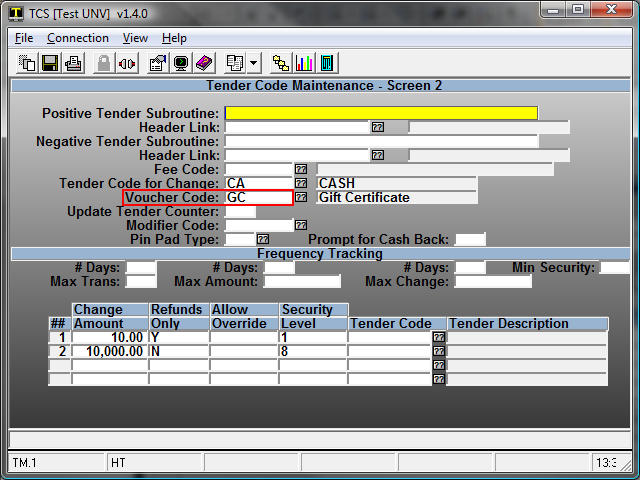 TCS [Test UNV] v1.4.0
File Connection View Help
Tender Code Maintenance - Screen 2
Positive Tender Subroutine:
Header Link: ??
Negative Tender Subroutine:
Header Link: ??
Fee Code: ??
Tender Code for Change: CA ?? CASH
Voucher Code: GC ?? Gift Certificate
Update Tender Counter:
Modifier Code: ??
Pin Pad Type: ?? Prompt for Cash Back:
Frequency Tracking
# Days: # Days: # Days: Min Security:
Max Trans: Max Amount: Max Change:
Change Refunds Allow Security
## Amount Only Override Level Tender Code Tender Description
1 10.00 Y 1 ??
2 10,000.00 N 8 ??
??
??
TM.1 HT 13:3